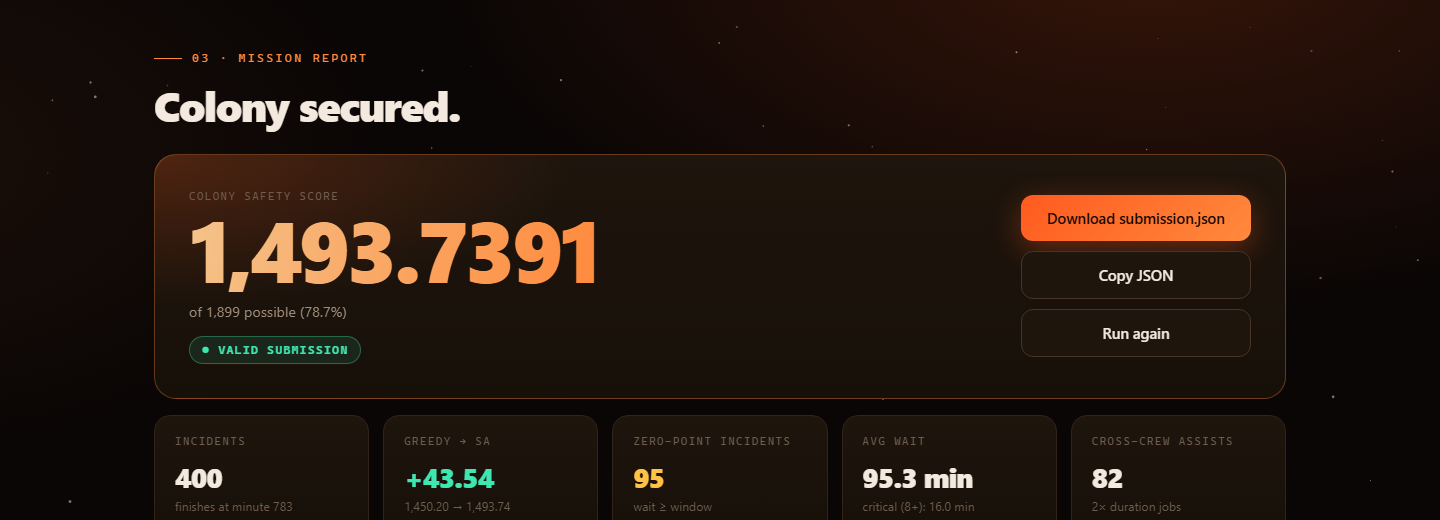 03 · MISSION REPORT
Colony secured.
COLONY SAFETY SCORE
1,493.7391
of 1,899 possible (78.7%)
VALID SUBMISSION
Download submission.json
Copy JSON
Run again
INCIDENTS
400
finishes at minute 783
GREEDY → SA
+43.54
1,450.20 → 1,493.74
ZERO-POINT INCIDENTS
95
wait ≥ window
AVG WAIT
95.3 min
critical (8+): 16.0 min
CROSS-CREW ASSISTS
82
2× duration jobs